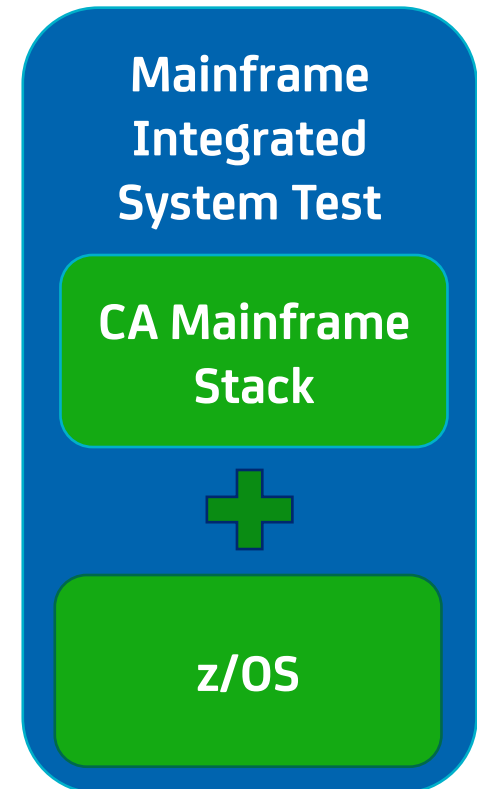 Mainframe
Integrated
System Test
CA Mainframe
Stack
z/OS